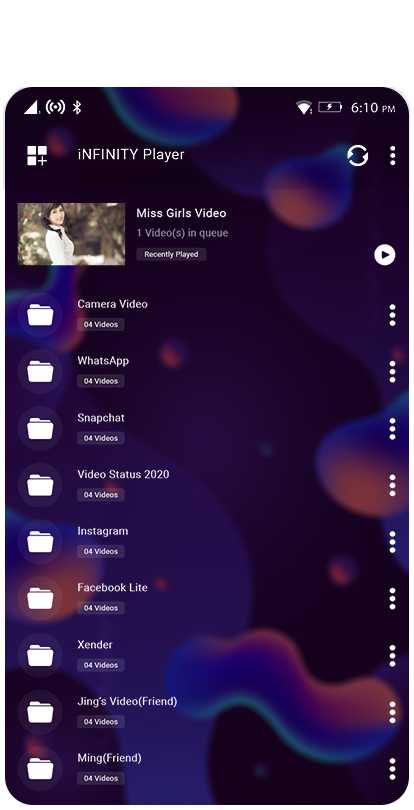 6:10 PM
iNFINITY Player
Miss Girls Video
1 Video(s) in queue
Recently Played
Camera Video
04 Videos
WhatsApp
04 Videos
Snapchat
04 Videos
Video Status 2020
04 Videos
Instagram
04 Videos
Facebook Lite
04 Videos
Xender
04 Videos
Jing's Video(Friend)
04 Videos
Ming(Friend)
04 Videos